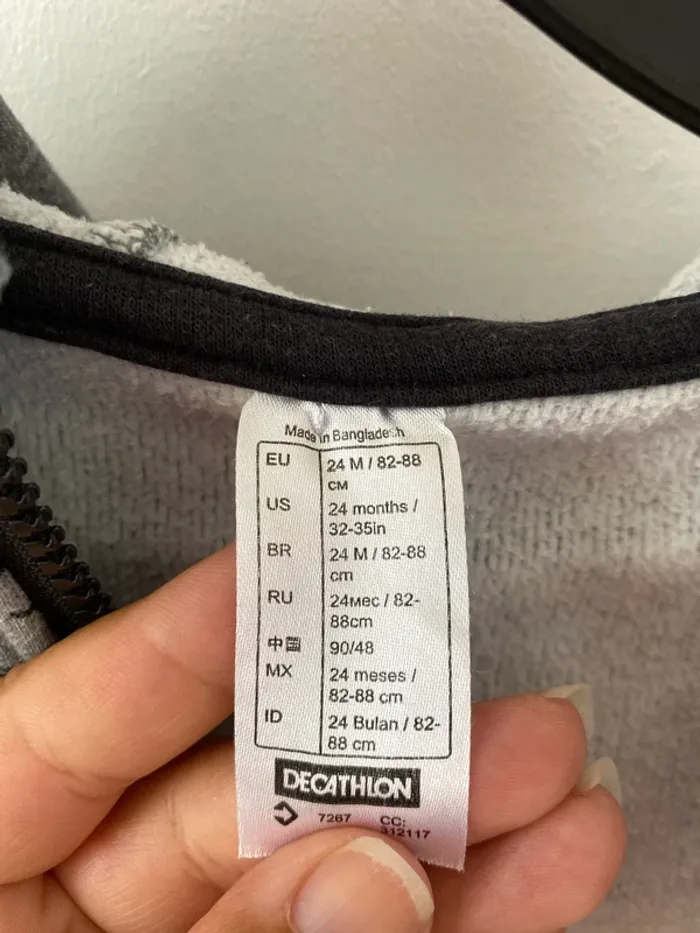 Made in Bangladesh
EU 24 M / 82-88
CM
US 24 months /
32-35in
BR 24 M / 82-88
cm
RU 24мес / 82-
88cm
中国 90/48
MX 24 meses /
82-88 cm
ID 24 Bulan / 82-
88 cm
DECATHLON
7267 CC:
312117